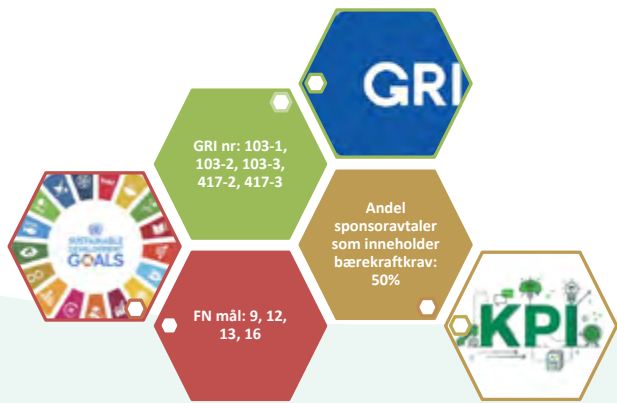 GRI
GRI nr: 103-1,
103-2, 103-3,
417-2, 417-3
Andel
sponsoravtaler
som inneholder
bærekraftkrav:
50%
SUSTAINABLE
DEVELOPMENT
GOALS
FN mål: 9, 12,
13, 16
KPI